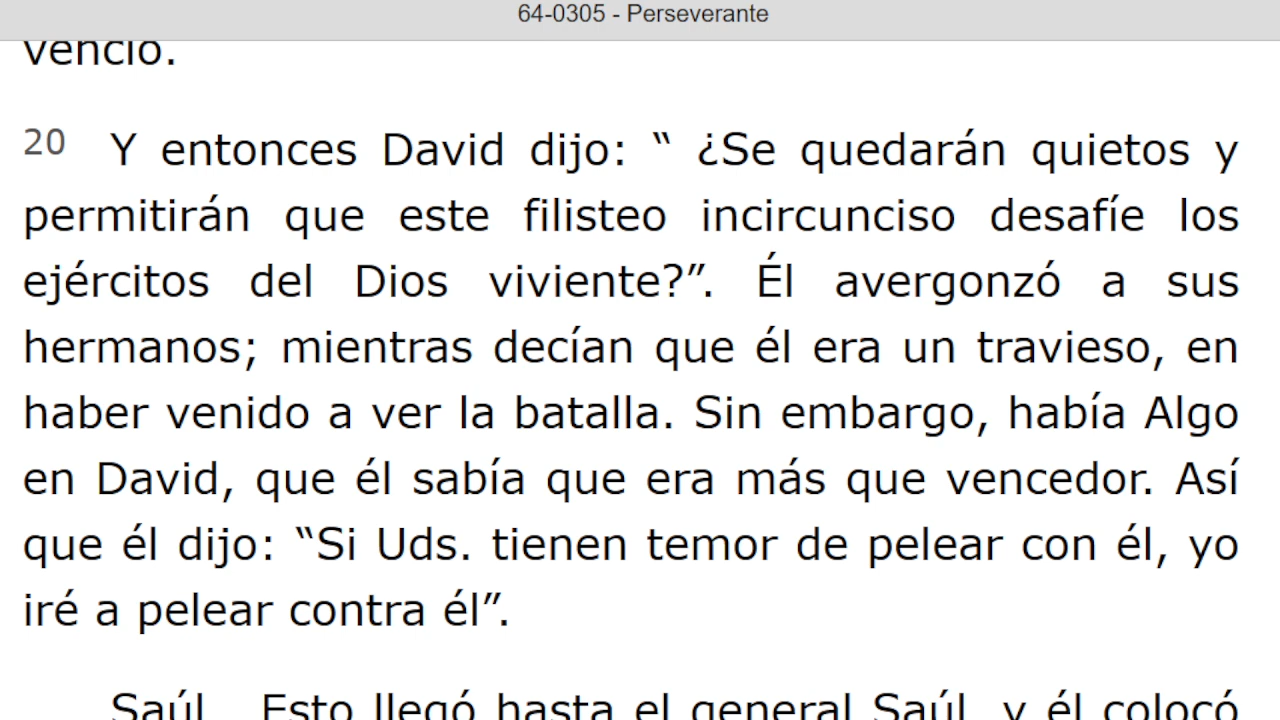 64-0305 - Perseverante
venció.
20 Y entonces David dijo: “ ¿Se quedarán quietos y
permitirán que este filisteo incircunciso desafíe los
ejércitos del Dios viviente?”. Él avergonzó a sus
hermanos; mientras decían que él era un travieso, en
haber venido a ver la batalla. Sin embargo, había Algo
en David, que él sabía que era más que vencedor. Así
que él dijo: “Si Uds. tienen temor de pelear con él, yo
iré a pelear contra él”.
Saúl... Esto llegó hasta el general Saúl, y él colocó